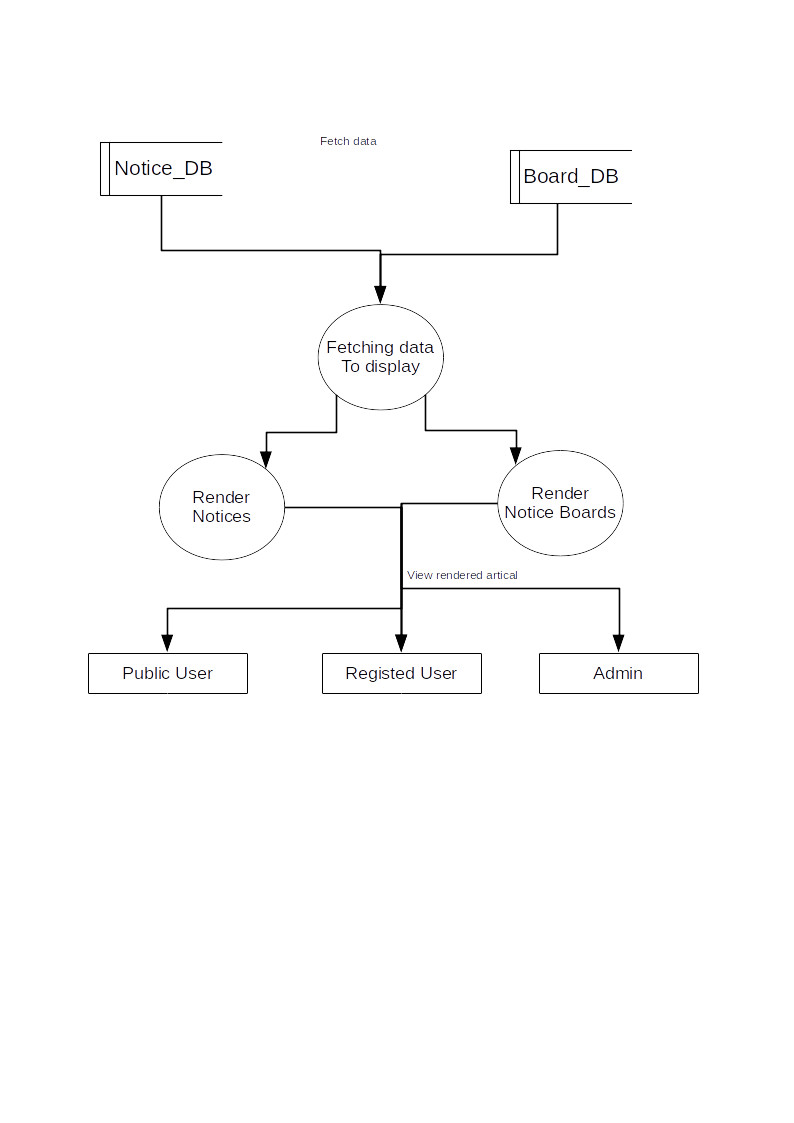 Fetch data
Notice_DB
Board_DB
Fetching data
To display
Render
Notices
Render
Notice Boards
View rendered artical
Public User
Registed User
Admin